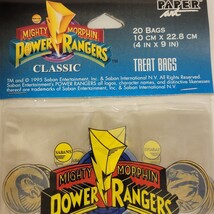 PAPER
art
MIGHTY MORPHIN
POWER RANGERS
CLASSIC
20 BAGS
10 CM X 22.8 CM
(4 IN X 9 IN)
TREAT BAGS
TM and © 1995 Saban Entertainment, Inc. & Saban International N.V. All Rights Reserved.
Saban Entertainment's POWER RANGERS all logos, character names, and distinctive
likenesses thereof are trademarks of Saban Entertainment, Inc. & Saban International N.V.
SABAN'S
MIGHTY MORPHIN
POWER RANGERS